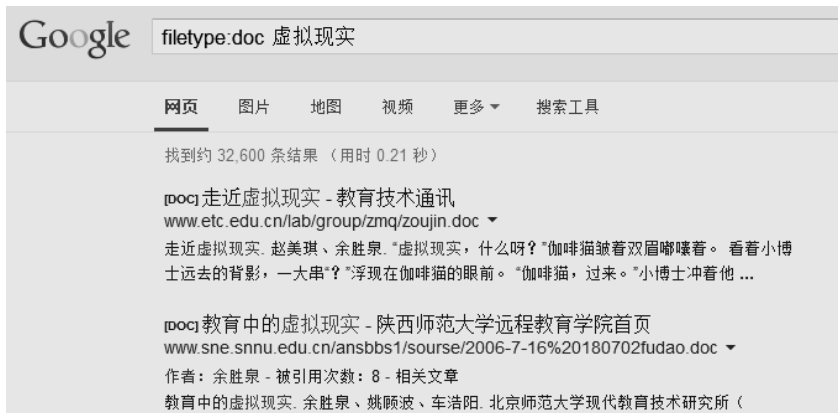 Google filetype:doc 虚拟现实
网页 图片 地图 视频 更多 搜索工具
找到约 32,600 条结果 （用时 0.21 秒）
[DOC] 走近虚拟现实 - 教育技术通讯
www.etc.edu.cn/lab/group/zmq/zoujin.doc
走近虚拟现实. 赵美琪、余胜泉. “虚拟现实，什么呀？”伽啡猫皱着双眉嘟嚷着。 看着小博
士远去的背影，一大串“？”浮现在伽啡猫的眼前。 “伽啡猫，过来。”小博士冲着他 ...
[DOC] 教育中的虚拟现实 - 陕西师范大学远程教育学院首页
www.sne.snnu.edu.cn/ansbbs1/sourse/2006-7-16%20180702fudao.doc
作者：余胜泉 - 被引用次数：8 - 相关文章
教育中的虚拟现实. 余胜泉、姚顾波、车浩阳. 北京师范大学现代教育技术研究所（